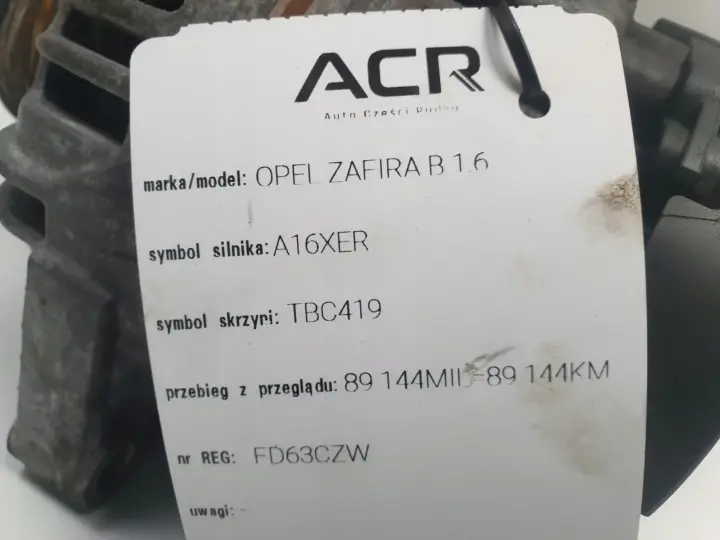 ACR
Auto Części
marka/model: OPEL ZAFIRA B 1.6
symbol silnika: A16XER
symbol skrzyni: TBC419
przebieg z przeglądu: 89 144MIL=89 144KM
nr REG: FD63CZW
uwagi: -